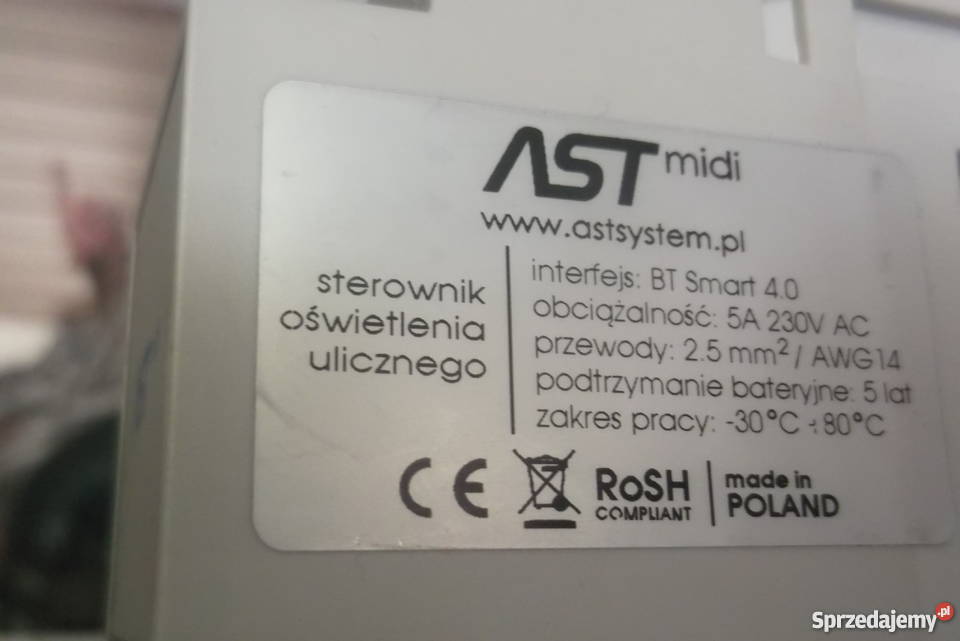 AST midi
www.astsystem.pl
sterownik
oświetlenia
ulicznego
interfejs: BT Smart 4.0
obciążalność: 5A 230V AC
przewody: 2.5 mm² / AWG14
podtrzymanie bateryjne: 5 lat
zakres pracy: -30°C ÷80°C
CE
RoSH
COMPLIANT
made in
POLAND
Sprzedajemy.pl